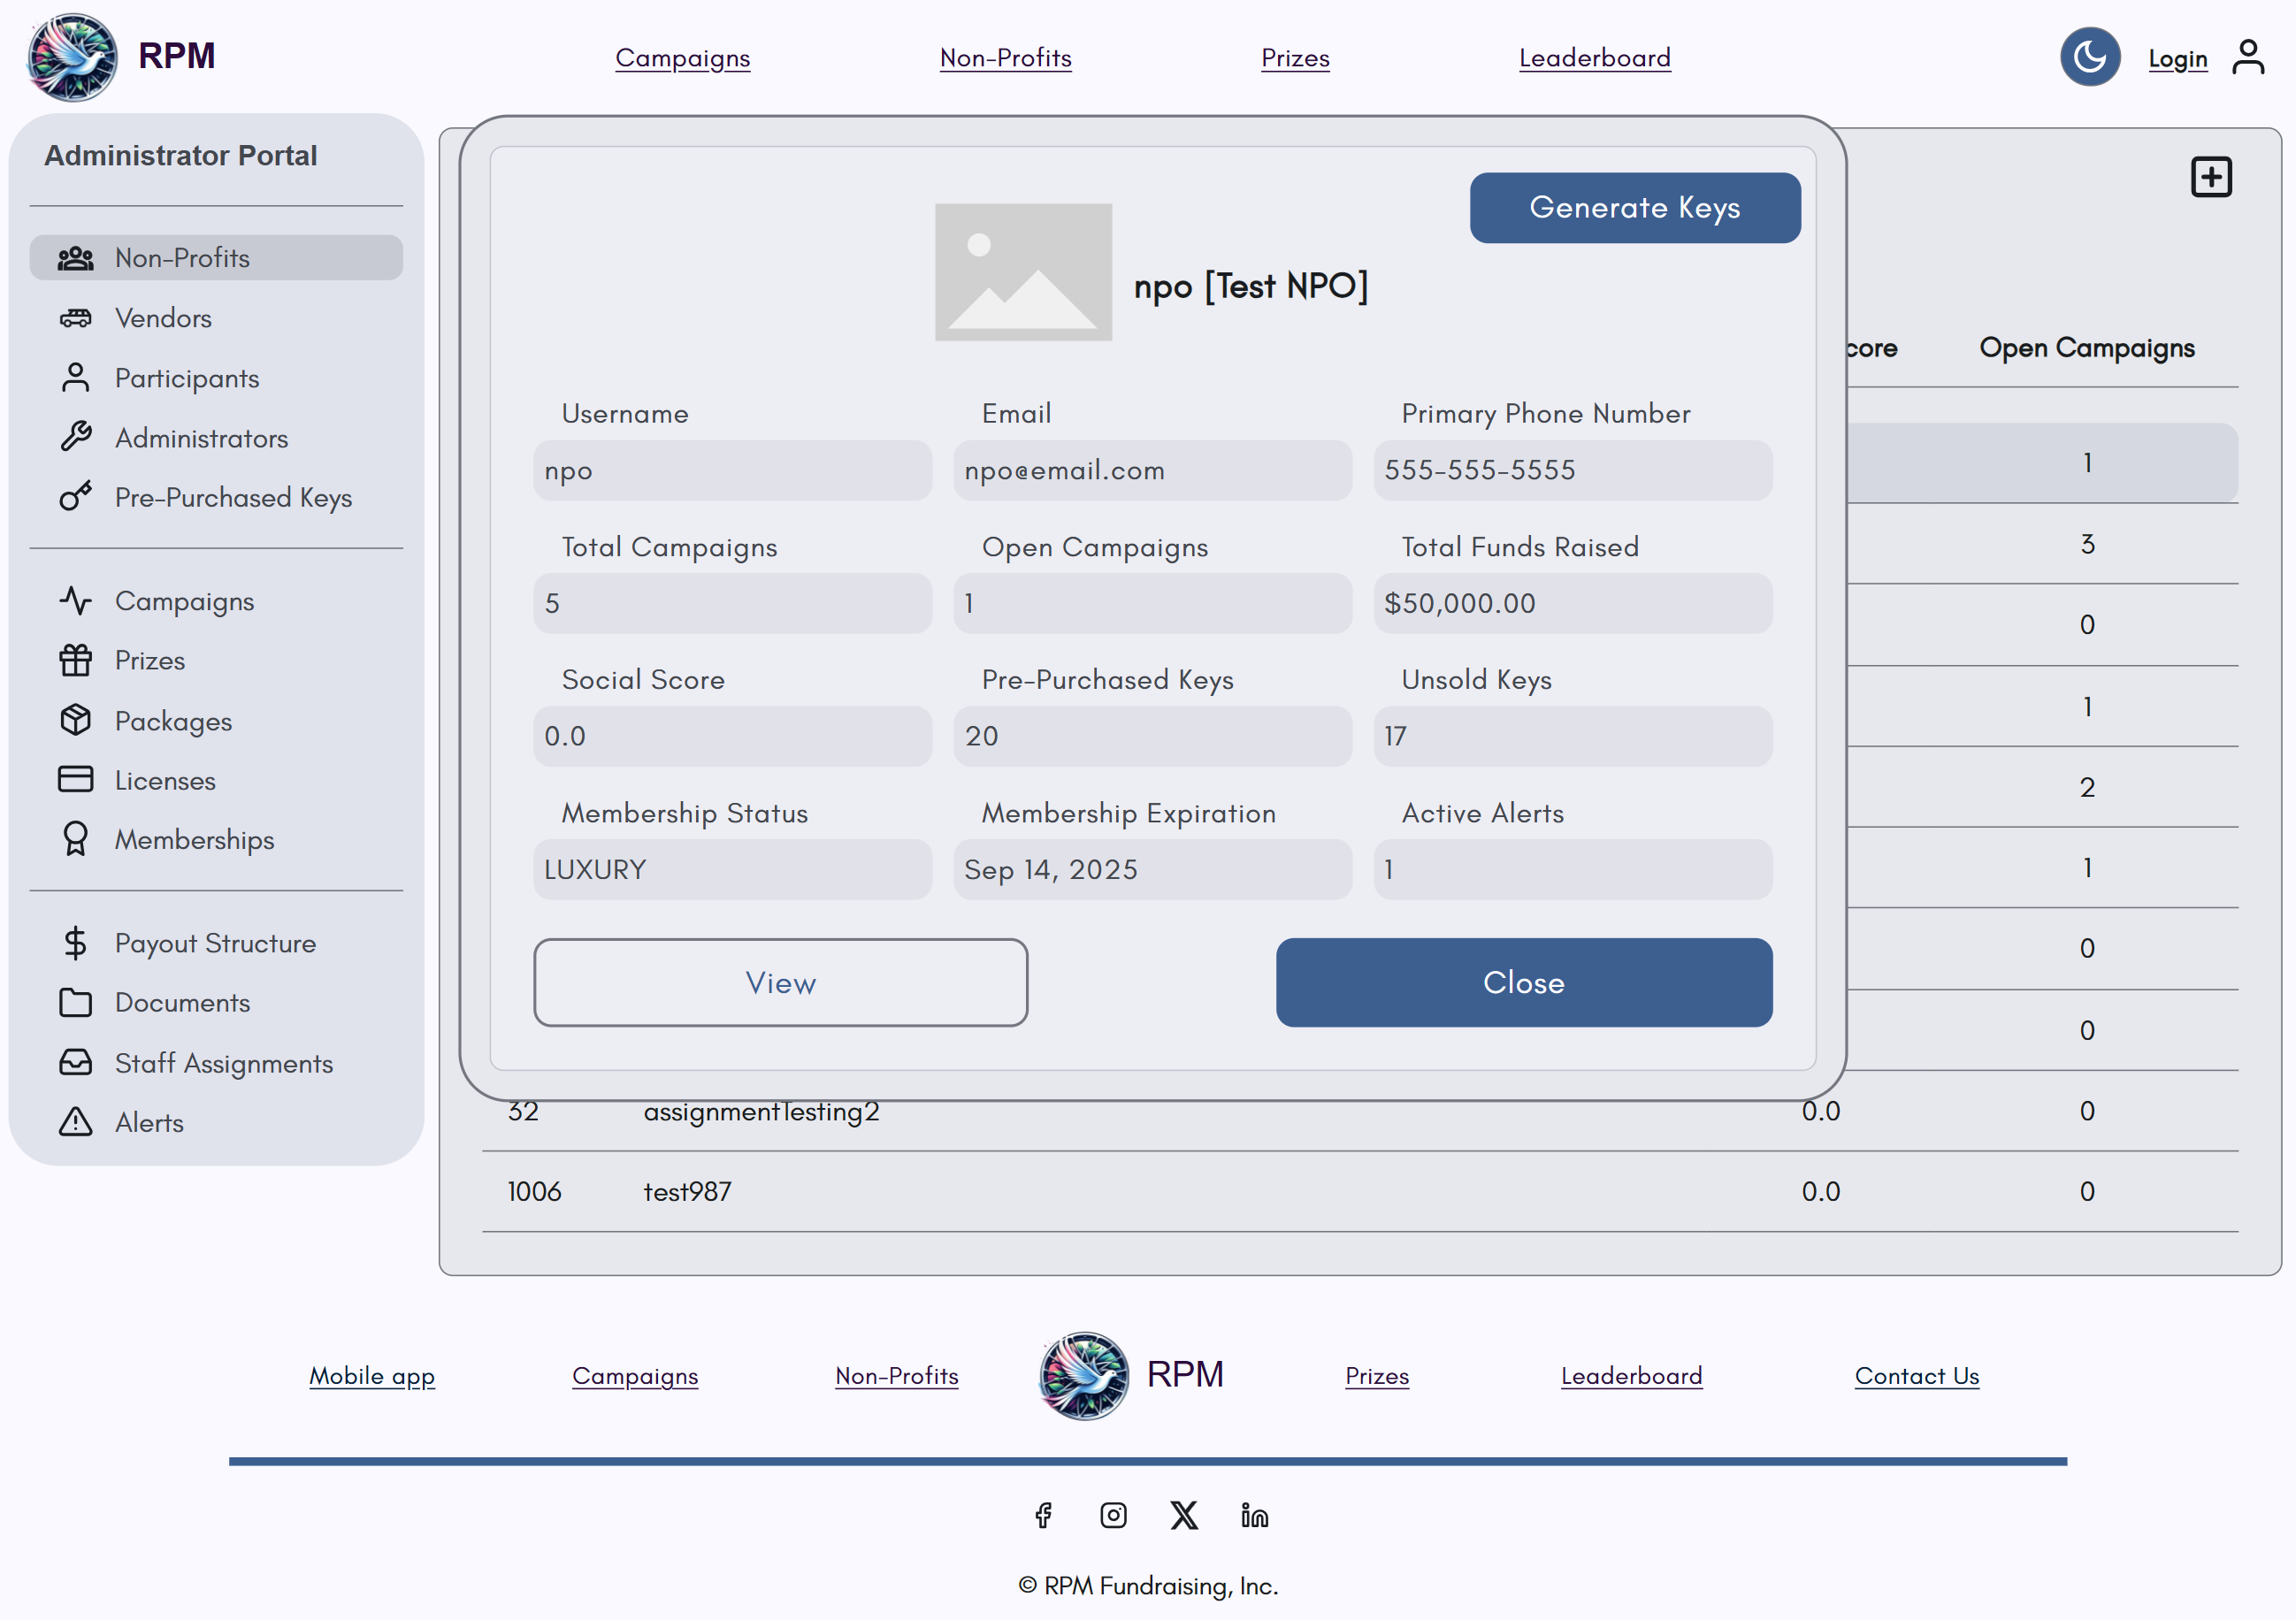 RPM
Campaigns
Non-Profits
Prizes
Leaderboard
Login
Administrator Portal
Non-Profits
Vendors
Participants
Administrators
Pre-Purchased Keys
Campaigns
Prizes
Packages
Licenses
Memberships
Payout Structure
Documents
Staff Assignments
Alerts
Generate Keys
npo [Test NPO]
Username
Email
Primary Phone Number
npo
npo@email.com
555-555-5555
Total Campaigns
Open Campaigns
Total Funds Raised
5
1
$50,000.00
Social Score
Pre-Purchased Keys
Unsold Keys
0.0
20
17
Membership Status
Membership Expiration
Active Alerts
LUXURY
Sep 14, 2025
1
View
Close
Open Campaigns
1
3
0
1
2
1
0
0
32 assignmentTesting2 0.0 0
1006 test987 0.0 0
Mobile app
Campaigns
Non-Profits
RPM
Prizes
Leaderboard
Contact Us
© RPM Fundraising, Inc.